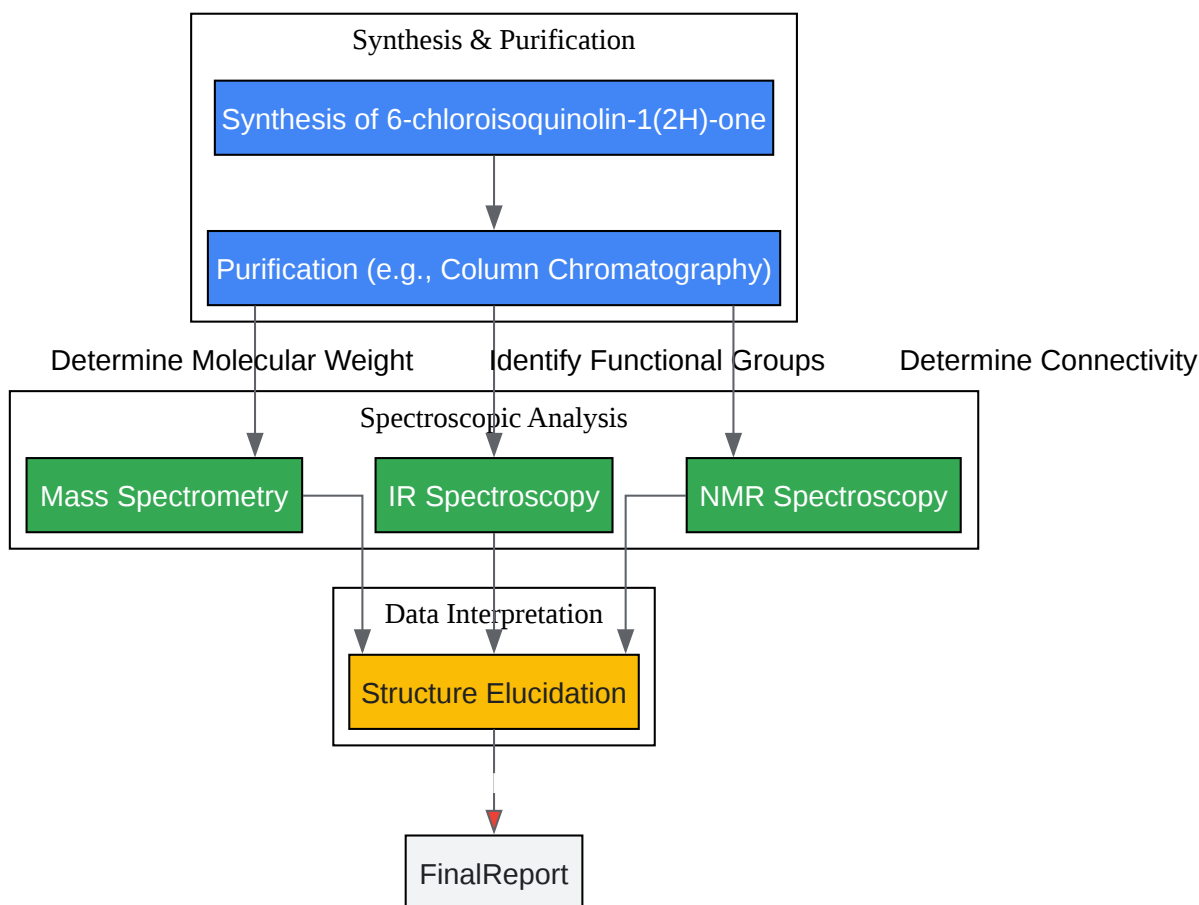 Synthesis & Purification
Synthesis of 6-chloroisoquinolin-1(2H)-one
Purification (e.g., Column Chromatography)
Determine Molecular Weight
Identify Functional Groups
Determine Connectivity
Spectroscopic Analysis
Mass Spectrometry
IR Spectroscopy
NMR Spectroscopy
Data Interpretation
Structure Elucidation
FinalReport